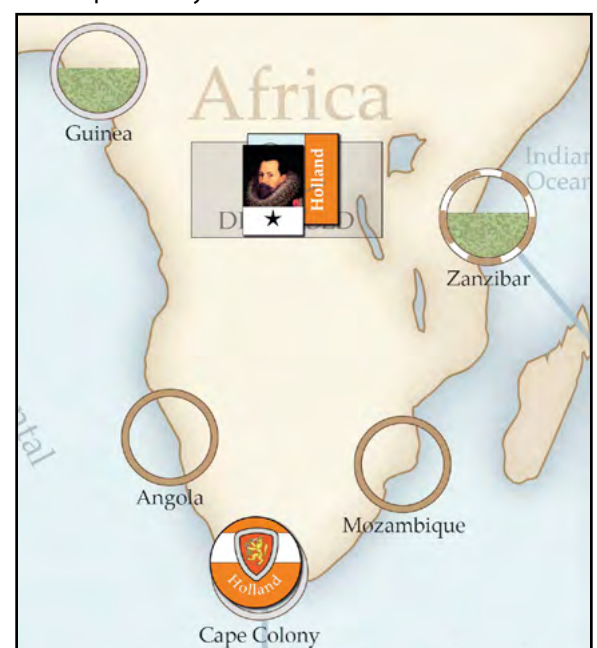 Africa
Guinea
Holland
Indian
Ocean
Zanzibar
Angola
Mozambique
Holland
Cape Colony